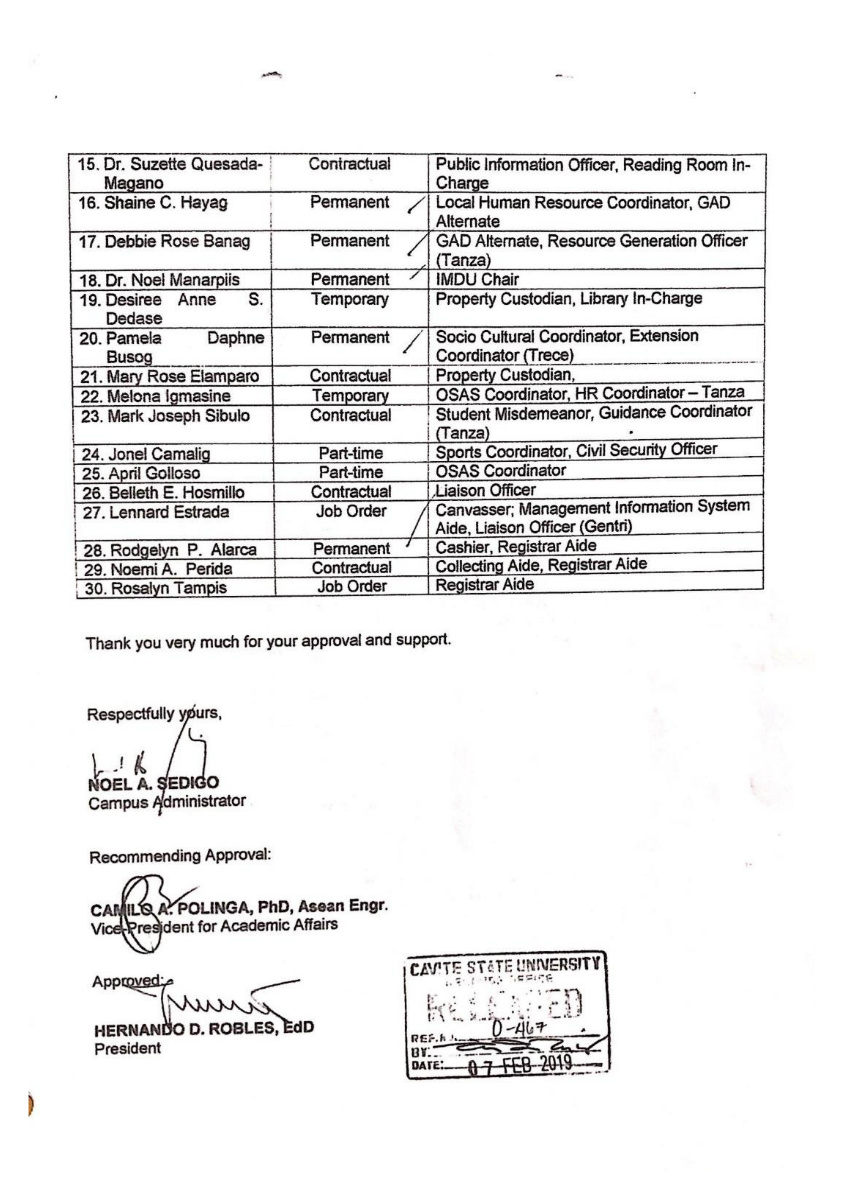 15. Dr. Suzette Quesada- Contractual Public Information Officer, Reading Room In-
Magano Charge
16. Shaine C. Hayag Permanent Local Human Resource Coordinator, GAD
Alternate
17. Debbie Rose Banag Permanent GAD Alternate, Resource Generation Officer
(Tanza)
18. Dr. Noel Manarpiis Permanent IMDU Chair
19. Desiree Anne S. Temporary Property Custodian, Library In-Charge
Dedase
20. Pamela Daphne Permanent Socio Cultural Coordinator, Extension
Busog Coordinator (Trece)
21. Mary Rose Elamparo Contractual Property Custodian,
22. Melona Igmasine Temporary OSAS Coordinator, HR Coordinator – Tanza
23. Mark Joseph Sibulo Contractual Student Misdemeanor, Guidance Coordinator
(Tanza)
24. Jonel Camalig Part-time Sports Coordinator, Civil Security Officer
25. April Golloso Part-time OSAS Coordinator
26. Belleth E. Hosmillo Contractual Liaison Officer
27. Lennard Estrada Job Order Canvasser; Management Information System
Aide, Liaison Officer (Gentri)
28. Rodgelyn P. Alarca Permanent Cashier, Registrar Aide
29. Noemi A. Perida Contractual Collecting Aide, Registrar Aide
30. Rosalyn Tampis Job Order Registrar Aide
Thank you very much for your approval and support.
Respectfully yours,
NOEL A. SEDIGO
Campus Administrator
Recommending Approval:
CAMILO A. POLINGA, PhD, Asean Engr.
Vice-President for Academic Affairs
Approved:
HERNANDO D. ROBLES, EdD
President
CAVITE STATE UNIVERSITY
RELEASED
0-467
BY:
DATE: 07 FEB 2019